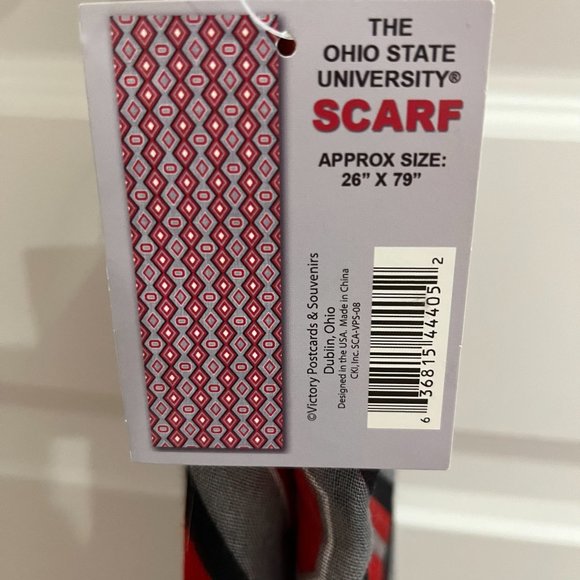 THE
OHIO STATE
UNIVERSITY®
SCARF
APPROX SIZE:
26" X 79"
©Victory Postcards & Souvenirs
Dublin, Ohio
Designed in the USA. Made in China
CKI, Inc. SCA-VPS-08
6 36815 44405 2